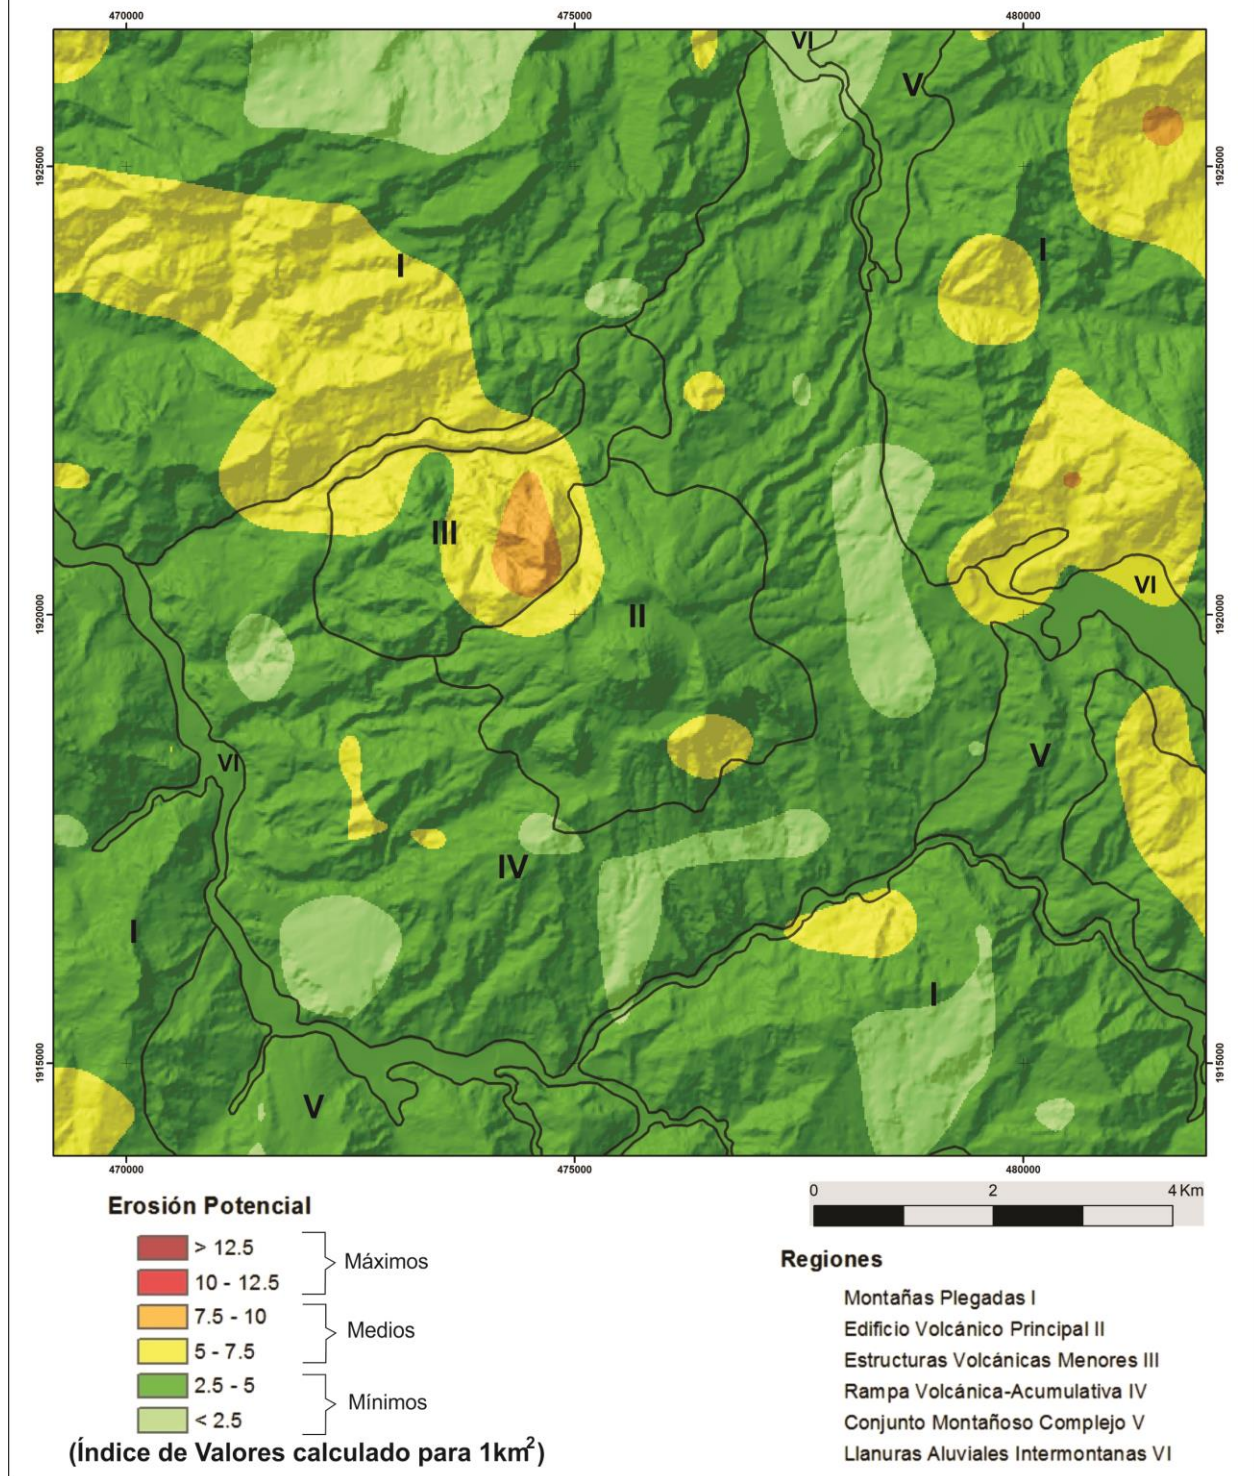 470000
475000
480000
VI
V
1925000
1925000
I
I
III
VI
1920000
II
1920000
V
VI
IV
I
I
1915000
1915000
V
470000
475000
480000
Erosión Potencial
> 12.5
10 - 12.5
Máximos
7.5 - 10
5 - 7.5
Medios
2.5 - 5
< 2.5
Mínimos
(Índice de Valores calculado para 1km²)
0 2 4 Km
Regiones
Montañas Plegadas I
Edificio Volcánico Principal II
Estructuras Volcánicas Menores III
Rampa Volcánica-Acumulativa IV
Conjunto Montañoso Complejo V
Llanuras Aluviales Intermontanas VI